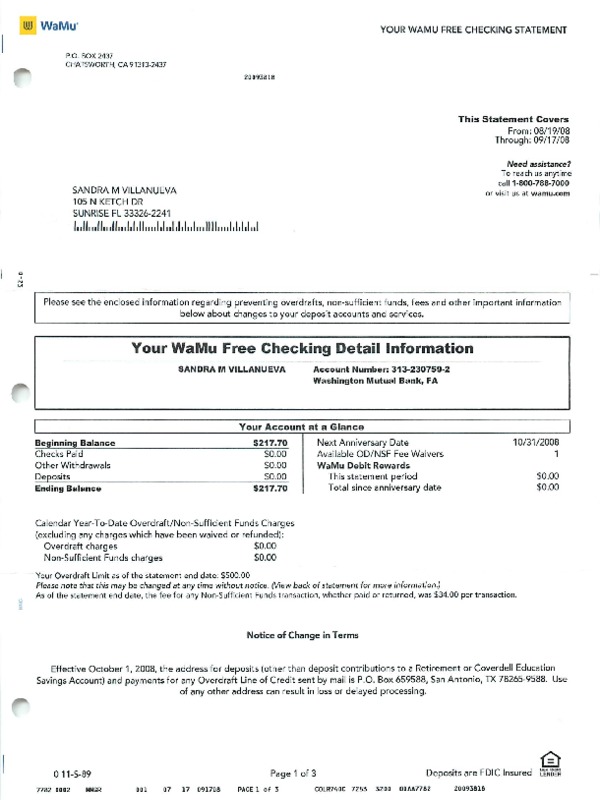 WaMu
YOUR WAMU FREE CHECKING STATEMENT
P.O. BOX 2437
CHATSWORTH, CA 91313-2437
20093818
This Statement Covers
From: 08/19/08
Through: 09/17/08
Need assistance?
To reach us anytime
call 1-800-788-7000
or visit us at wamu.com
SANDRA M VILLANUEVA
105 N KETCH DR
SUNRISE FL 33326-2241
Please see the enclosed information regarding preventing overdrafts, non-sufficient funds, fees and other important information
below about changes to your deposit accounts and services.
Your WaMu Free Checking Detail Information
SANDRA M VILLANUEVA Account Number: 313-230759-2
Washington Mutual Bank, FA
Your Account at a Glance
Beginning Balance $217.70
Checks Paid $0.00
Other Withdrawals $0.00
Deposits $0.00
Ending Balance $217.70
Next Anniversary Date 10/31/2008
Available OD/NSF Fee Waivers 1
WaMu Debit Rewards
This statement period $0.00
Total since anniversary date $0.00
Calendar Year-To-Date Overdraft/Non-Sufficient Funds Charges
(excluding any charges which have been waived or refunded):
Overdraft charges $0.00
Non-Sufficient Funds charges $0.00
Your Overdraft Limit as of the statement end date: $500.00
Please note that this may be changed at any time without notice. (View back of statement for more information.)
As of the statement end date, the fee for any Non-Sufficient Funds transaction, whether paid or returned, was $34.00 per transaction.
Notice of Change in Terms
Effective October 1, 2008, the address for deposits (other than deposit contributions to a Retirement or Coverdell Education
Savings Account) and payments for any Overdraft Line of Credit sent by mail is P.O. Box 659588, San Antonio, TX 78265-9588. Use
of any other address can result in loss or delayed processing.
0 11-5-89 Page 1 of 3 Deposits are FDIC Insured
LENDER
001 07 17 091708 PAGE 1 of 3 20093818